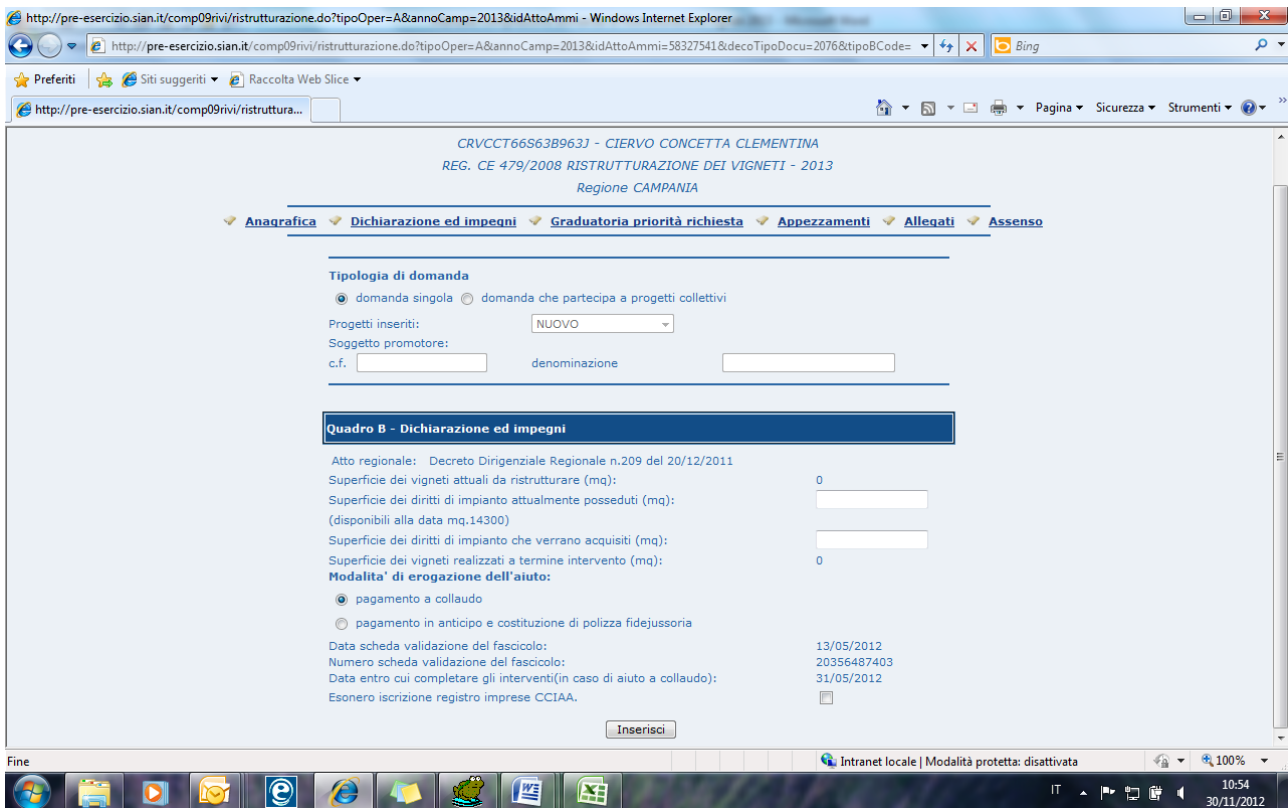 http://pre-esercizio.sian.it/comp09rivi/ristrutturazione.do?tipoOper=A&annoCamp=2013&idAttoAmmi - Windows Internet Explorer
http://pre-esercizio.sian.it/comp09rivi/ristrutturazione.do?tipoOper=A&annoCamp=2013&idAttoAmmi=58327541&decoTipoDocu=2076&tipoBCode= Bing
Preferiti Siti suggeriti Raccolta Web Slice
http://pre-esercizio.sian.it/comp09rivi/ristruttura... Pagina Sicurezza Strumenti
CRVCCT66S63B963J - CIERVO CONCETTA CLEMENTINA
REG. CE 479/2008 RISTRUTTURAZIONE DEI VIGNETI - 2013
Regione CAMPANIA
Anagrafica Dichiarazione ed impegni Graduatoria priorità richiesta Appezzamenti Allegati Assenso
Tipologia di domanda
domanda singola domanda che partecipa a progetti collettivi
Progetti inseriti: NUOVO
Soggetto promotore:
c.f. denominazione
Quadro B - Dichiarazione ed impegni
Atto regionale: Decreto Dirigenziale Regionale n.209 del 20/12/2011
Superficie dei vigneti attuali da ristrutturare (mq): 0
Superficie dei diritti di impianto attualmente posseduti (mq):
(disponibili alla data mq.14300)
Superficie dei diritti di impianto che verrano acquisiti (mq):
Superficie dei vigneti realizzati a termine intervento (mq): 0
Modalita' di erogazione dell'aiuto:
pagamento a collaudo
pagamento in anticipo e costituzione di polizza fidejussoria
Data scheda validazione del fascicolo: 13/05/2012
Numero scheda validazione del fascicolo: 20356487403
Data entro cui completare gli interventi(in caso di aiuto a collaudo): 31/05/2012
Esonero iscrizione registro imprese CCIAA.
Inserisci
Fine Intranet locale | Modalità protetta: disattivata 100%
IT 10:54
30/11/2012